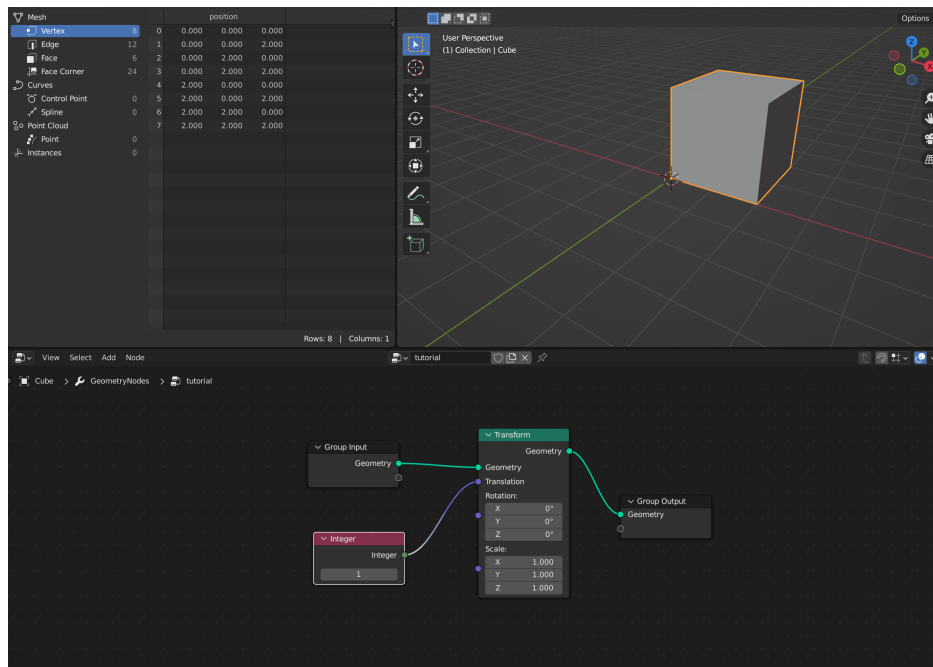 Mesh
Vertex 8
Edge 12
Face 6
Face Corner 24
Curves
Control Point 0
Spline 0
Point Cloud
Point 0
Instances 0
position
0 0.000 0.000 0.000
1 0.000 0.000 2.000
2 0.000 2.000 0.000
3 0.000 2.000 2.000
4 2.000 0.000 0.000
5 2.000 0.000 2.000
6 2.000 2.000 0.000
7 2.000 2.000 2.000
Rows: 8 | Columns: 1
Options
User Perspective
(1) Collection | Cube
Z
Y
X
View Select Add Node
tutorial
Cube > GeometryNodes > tutorial
Group Input
Geometry
Integer
Integer
1
Transform
Geometry
Geometry
Translation
Rotation:
X 0°
Y 0°
Z 0°
Scale:
X 1.000
Y 1.000
Z 1.000
Group Output
Geometry